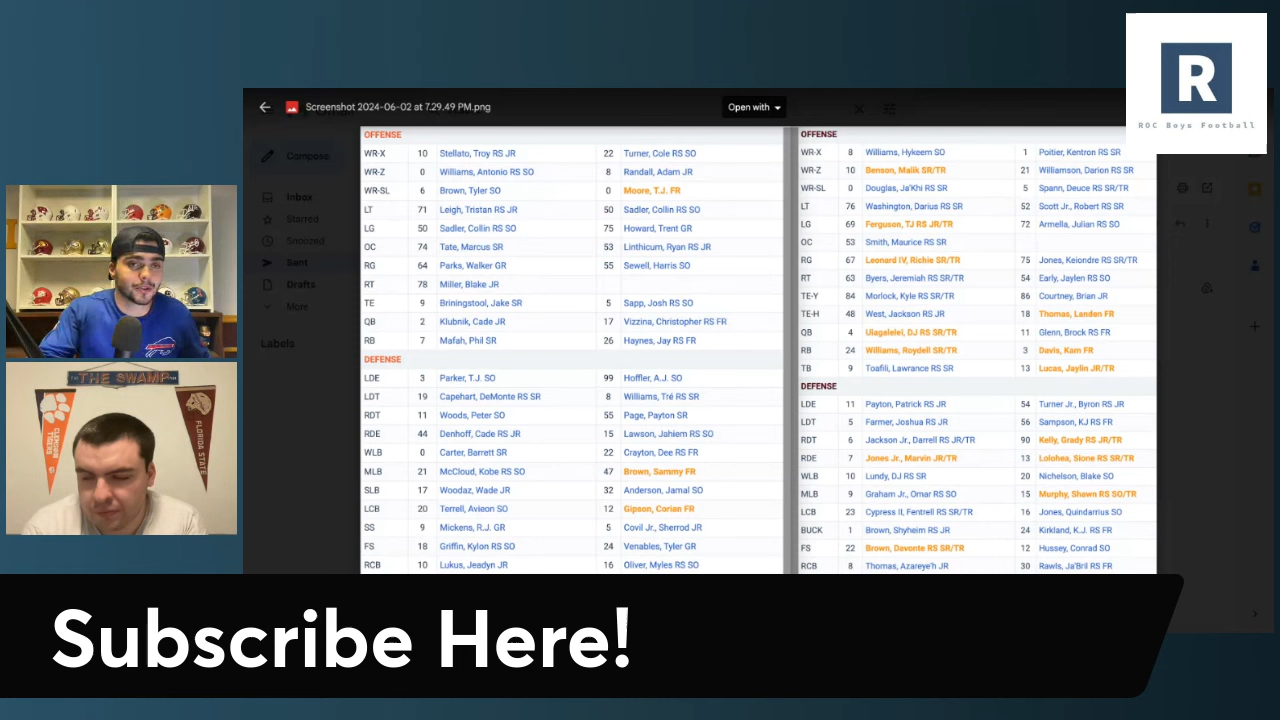 R
ROC Boys Football
Screenshot 2024-06-02 at 7.29.49 PM.png
Open with
Compose
Inbox
Starred
Snoozed
Sent
Drafts
More
Labels
OFFENSE
WR-X 10 Stellato, Troy RS JR 22 Turner, Cole RS SO
WR-Z 0 Williams, Antonio RS SO 8 Randall, Adam JR
WR-SL 6 Brown, Tyler SO 0 Moore, T.J. FR
LT 71 Leigh, Tristan RS JR 50 Sadler, Collin RS SO
LG 50 Sadler, Collin RS SO 75 Howard, Trent GR
OC 74 Tate, Marcus SR 53 Linthicum, Ryan RS JR
RG 64 Parks, Walker GR 55 Sewell, Harris SO
RT 78 Miller, Blake JR
TE 9 Briningstool, Jake SR 5 Sapp, Josh RS SO
QB 2 Klubnik, Cade JR 17 Vizzina, Christopher RS FR
RB 7 Mafah, Phil SR 26 Haynes, Jay RS FR
DEFENSE
LDE 3 Parker, T.J. SO 99 Hoffler, A.J. SO
LDT 19 Capehart, DeMonte RS SR 8 Williams, Tré RS SR
RDT 11 Woods, Peter SO 55 Page, Payton SR
RDE 44 Denhoff, Cade RS JR 15 Lawson, Jahiem RS SO
WLB 0 Carter, Barrett SR 22 Crayton, Dee RS FR
MLB 21 McCloud, Kobe RS SO 47 Brown, Sammy FR
SLB 17 Woodaz, Wade JR 32 Anderson, Jamal SO
LCB 20 Terrell, Avieon SO 12 Gipson, Corian FR
SS 9 Mickens, R.J. GR 5 Covil Jr., Sherrod JR
FS 18 Griffin, Kylon RS SO 24 Venables, Tyler GR
RCB 10 Lukus, Jeadyn JR 16 Oliver, Myles RS SO
OFFENSE
WR-X 8 Williams, Hykeem SO 1 Poitier, Kentron RS SR
WR-Z 10 Benson, Malik SR/TR 21 Williamson, Darion RS SR
WR-SL 0 Douglas, Ja'Khi RS SR 5 Spann, Deuce RS SR/TR
LT 76 Washington, Darius RS SR 52 Scott Jr., Robert RS SR
LG 69 Ferguson, TJ RS JR/TR 72 Armella, Julian RS SO
OC 53 Smith, Maurice RS SR
RG 67 Leonard IV, Richie SR/TR 75 Jones, Keiondre RS SR/TR
RT 63 Byers, Jeremiah RS SR/TR 54 Early, Jaylen RS SO
TE-Y 84 Morlock, Kyle RS SR/TR 86 Courtney, Brian JR
TE-H 48 West, Jackson RS JR 18 Thomas, Landen FR
QB 4 Uiagalelei, DJ RS SR/TR 11 Glenn, Brock RS FR
RB 24 Williams, Roydell SR/TR 3 Davis, Kam FR
TB 9 Toafili, Lawrance RS SR 13 Lucas, Jaylin JR/TR
DEFENSE
LDE 11 Payton, Patrick RS JR 54 Turner Jr., Byron JR
LDT 5 Farmer, Joshua RS JR 56 Sampson, KJ RS FR
RDT 6 Jackson Jr., Darrell RS JR/TR 90 Kelly, Grady RS JR/TR
RDE 7 Jones Jr., Marvin JR/TR 13 Lolohea, Sione RS SR/TR
WLB 10 Lundy, DJ RS SR 20 Nichelson, Blake SO
MLB 9 Graham Jr., Omar RS SO 15 Murphy, Shawn RS SO/TR
LCB 23 Cypress II, Fentrell RS SR/TR 16 Jones, Quindarrius SO
BUCK 1 Brown, Shyheim RS JR 24 Kirkland, K.J. RS FR
FS 22 Brown, Davonte RS SR/TR 12 Hussey, Conrad SO
RCB 8 Thomas, Azareye'h JR 30 Rawls, Ja'Bril RS FR
THE SWAMP
CLEMSON TIGERS
FLORIDA STATE
Subscribe Here!